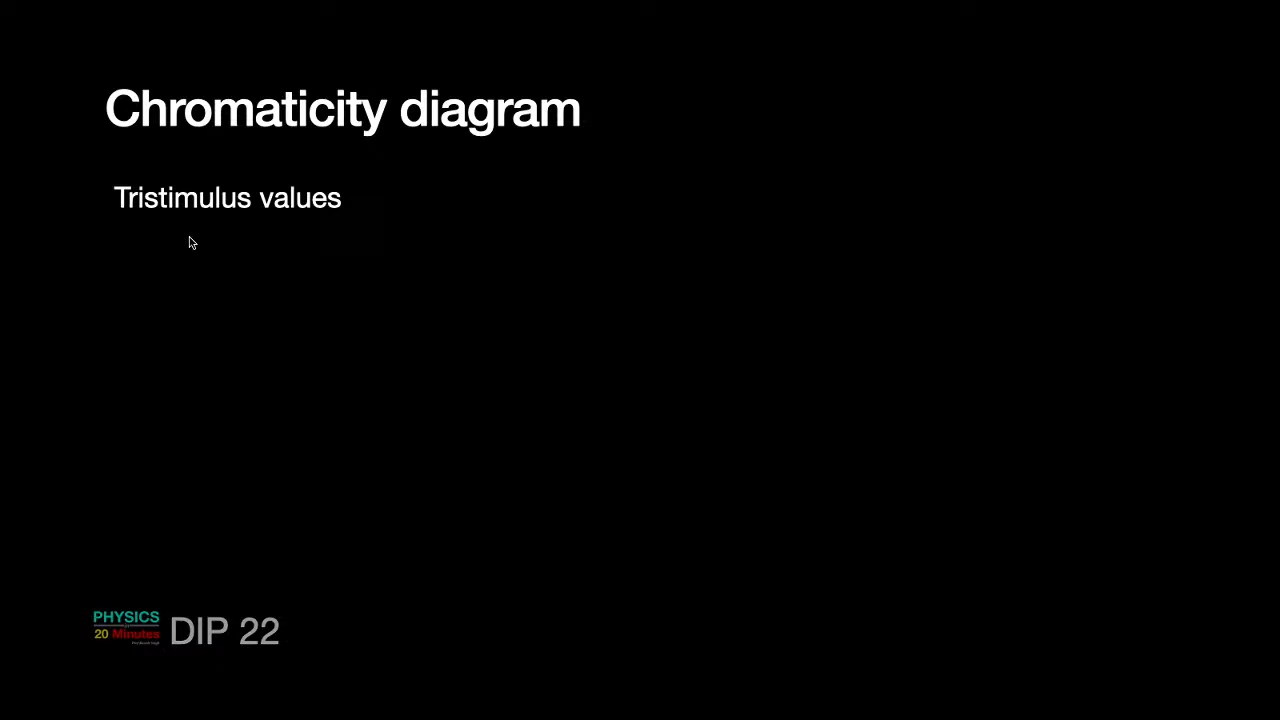 Chromaticity diagram
Tristimulus values
PHYSICS
20 Minutes
DIP 22